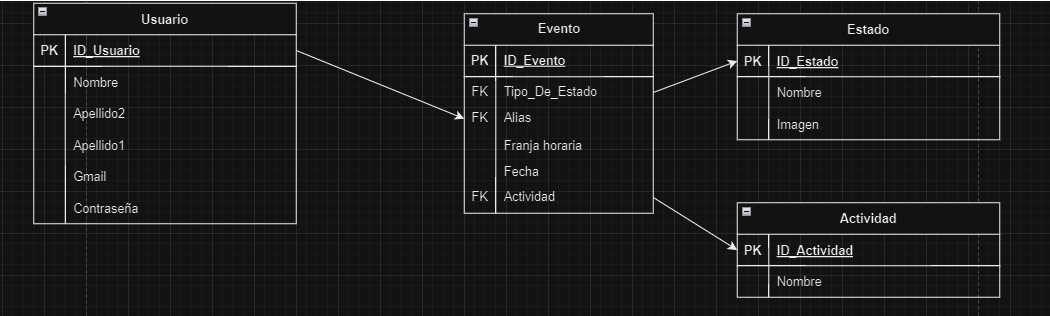 Usuario
PK ID_Usuario
Nombre
Apellido2
Apellido1
Gmail
Contraseña
Evento
PK ID_Evento
FK Tipo_De_Estado
FK Alias
Franja horaria
Fecha
FK Actividad
Estado
PK ID_Estado
Nombre
Imagen
Actividad
PK ID_Actividad
Nombre